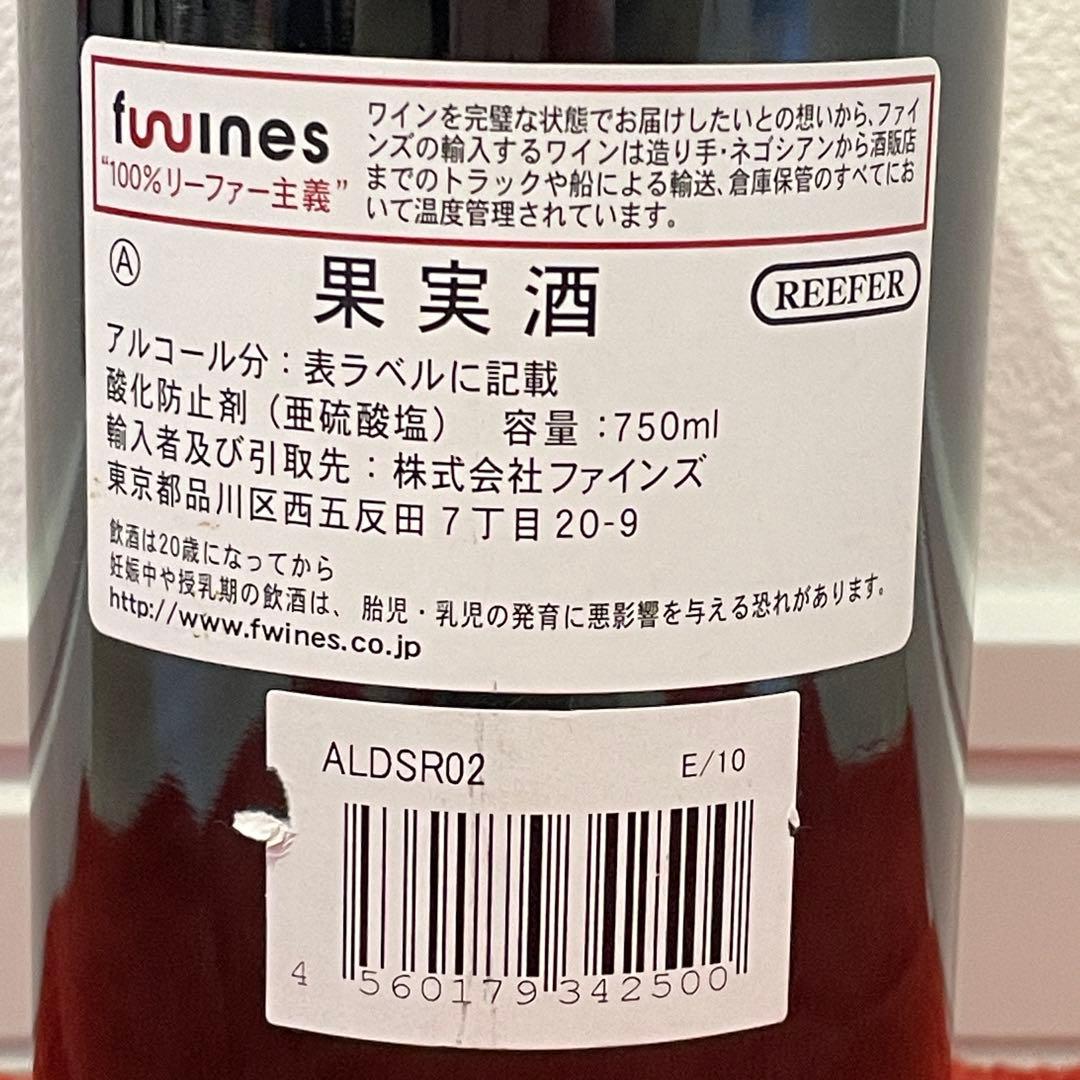 fwines
“100%リーファー主義”
ワインを完璧な状態でお届けしたいとの想いから、ファイ
ンズの輸入するワインは造り手・ネゴシアンから酒販店
までのトラックや船による輸送、倉庫保管のすべてにお
いて温度管理されています。
Ⓐ
果実酒
REEFER
アルコール分：表ラベルに記載
酸化防止剤（亜硫酸塩） 容量：750ml
輸入者及び引取先：株式会社ファインズ
東京都品川区西五反田7丁目20-9
飲酒は20歳になってから
妊娠中や授乳期の飲酒は、胎児・乳児の発育に悪影響を与える恐れがあります。
http://www.fwines.co.jp
ALDSR02 E/10
4 560179 342500